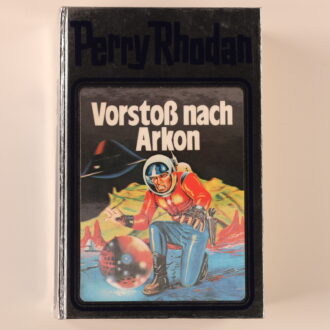 Perry Rhodan
Vorstoß nach
Arkon